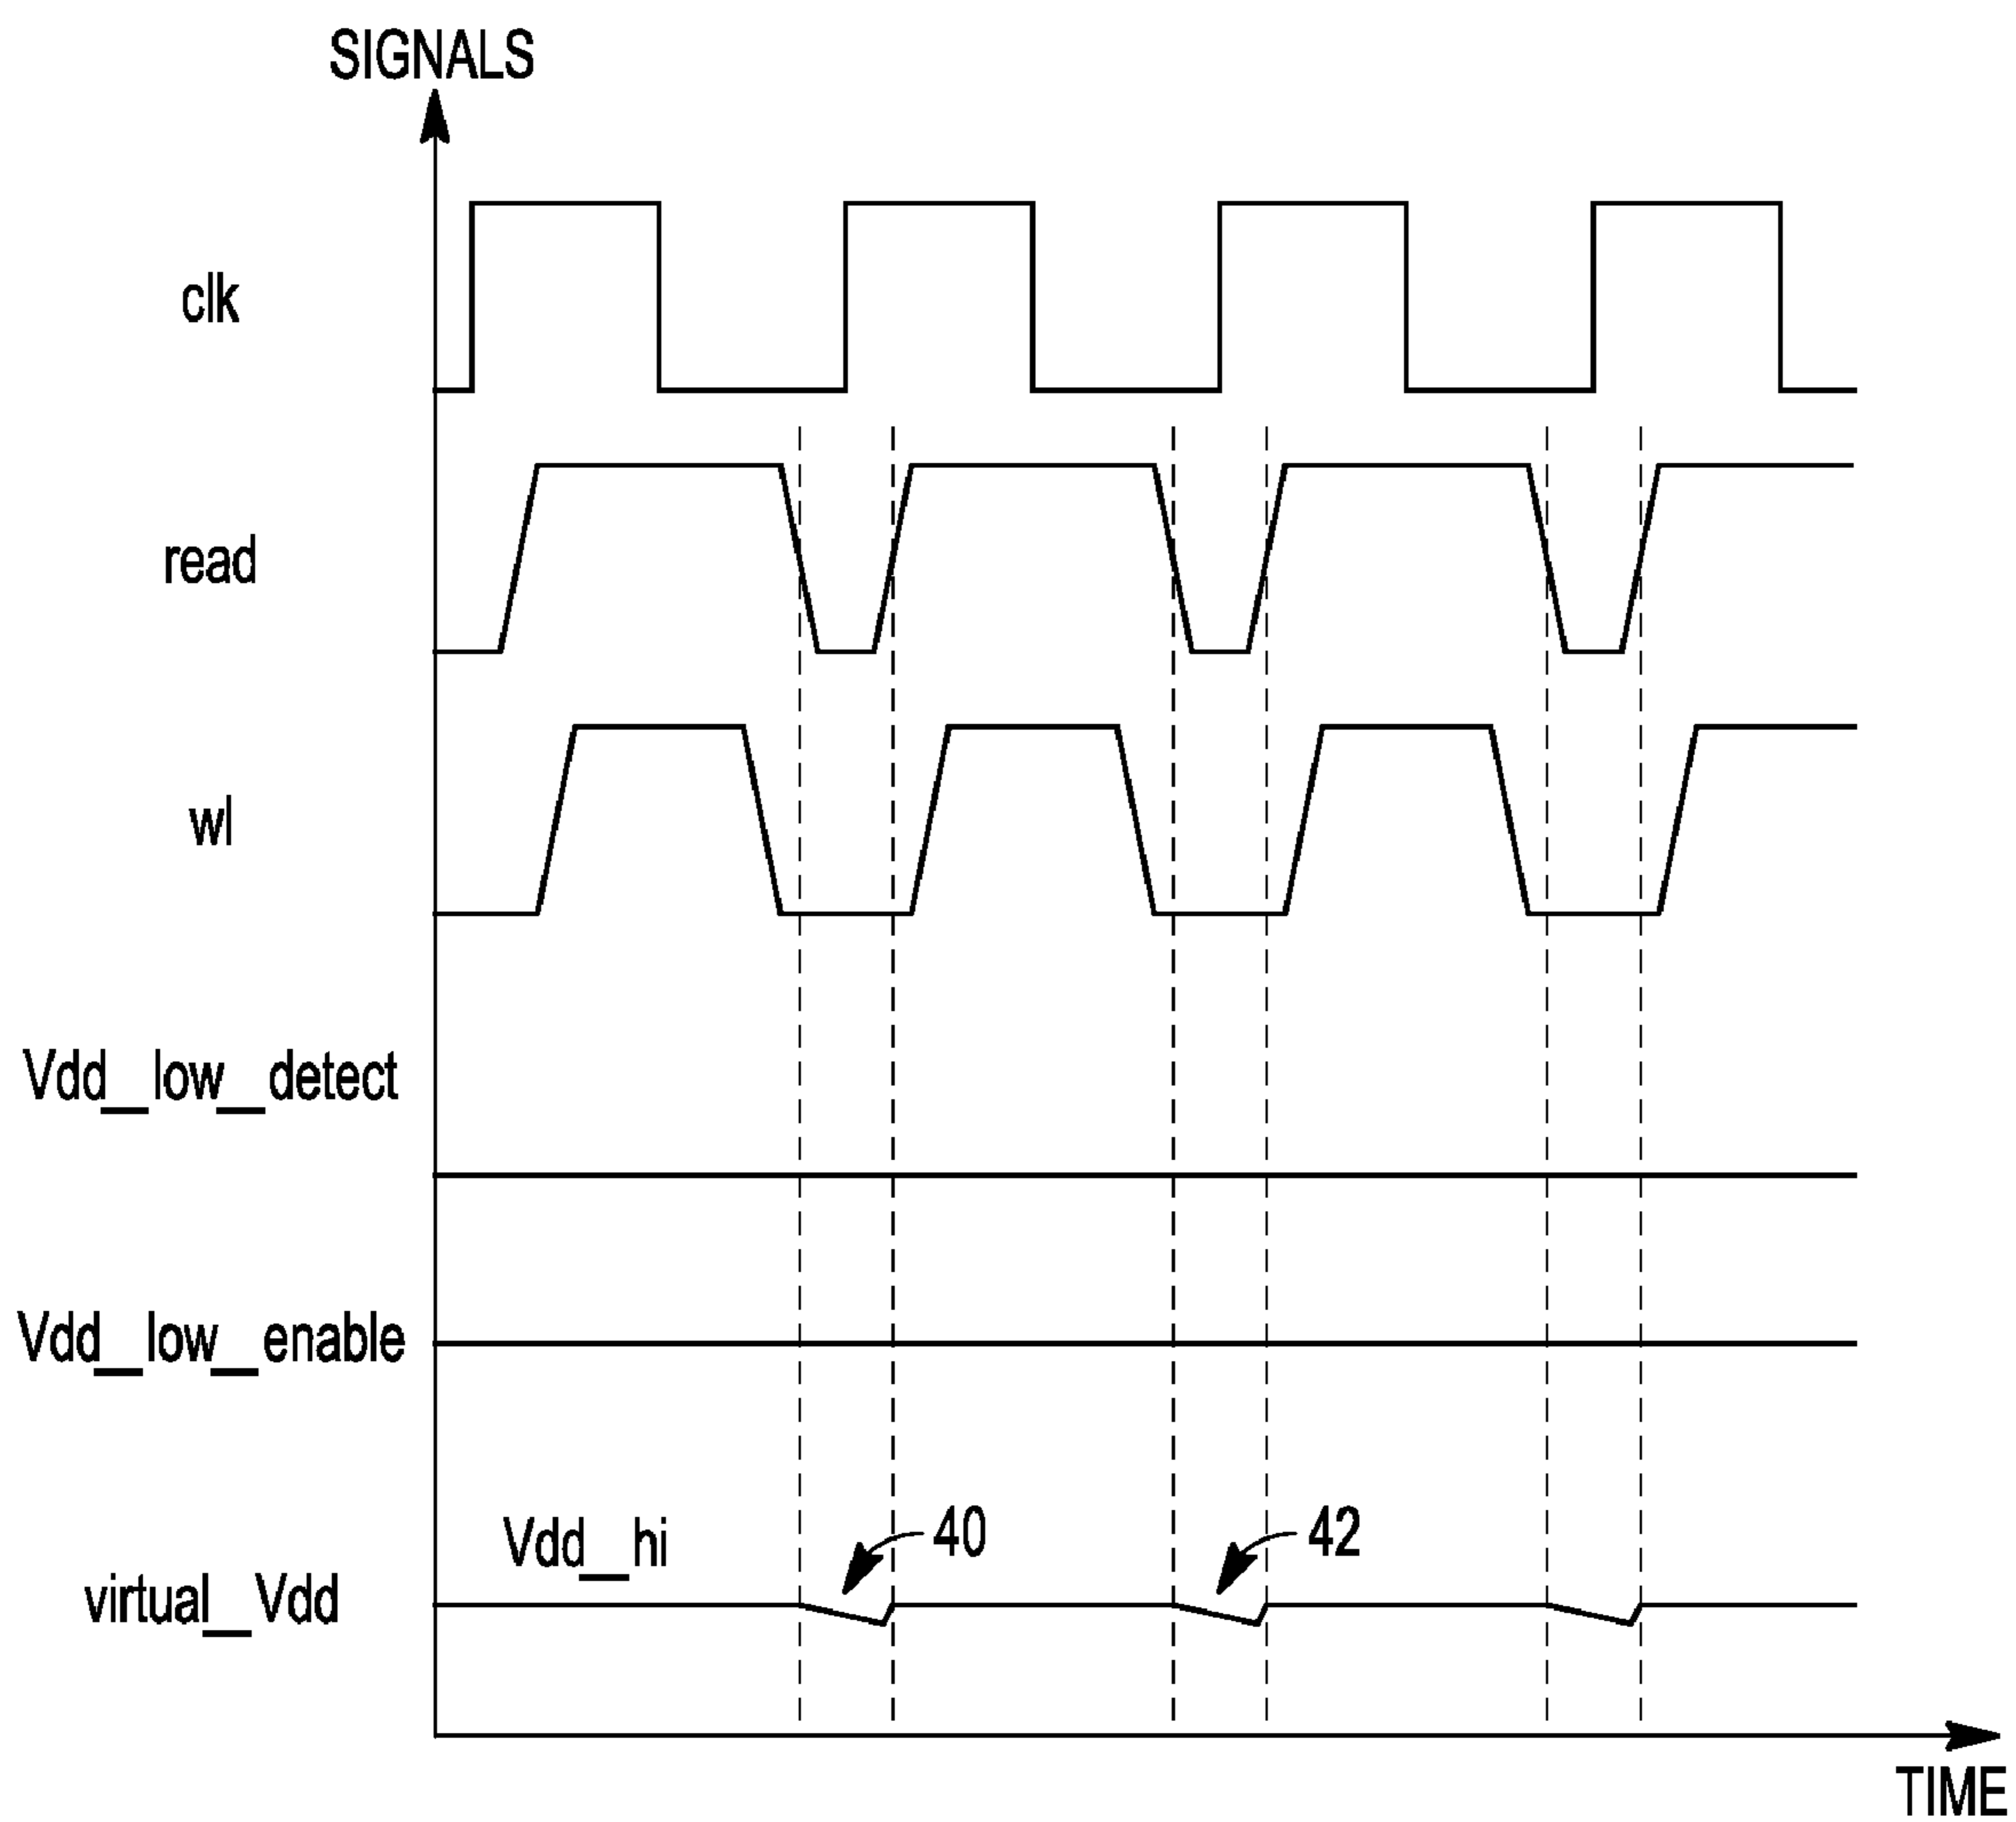 SIGNALS
clk
read
wl
Vdd_low_detect
Vdd_low_enable
Vdd_hi
40
42
virtual_Vdd
TIME